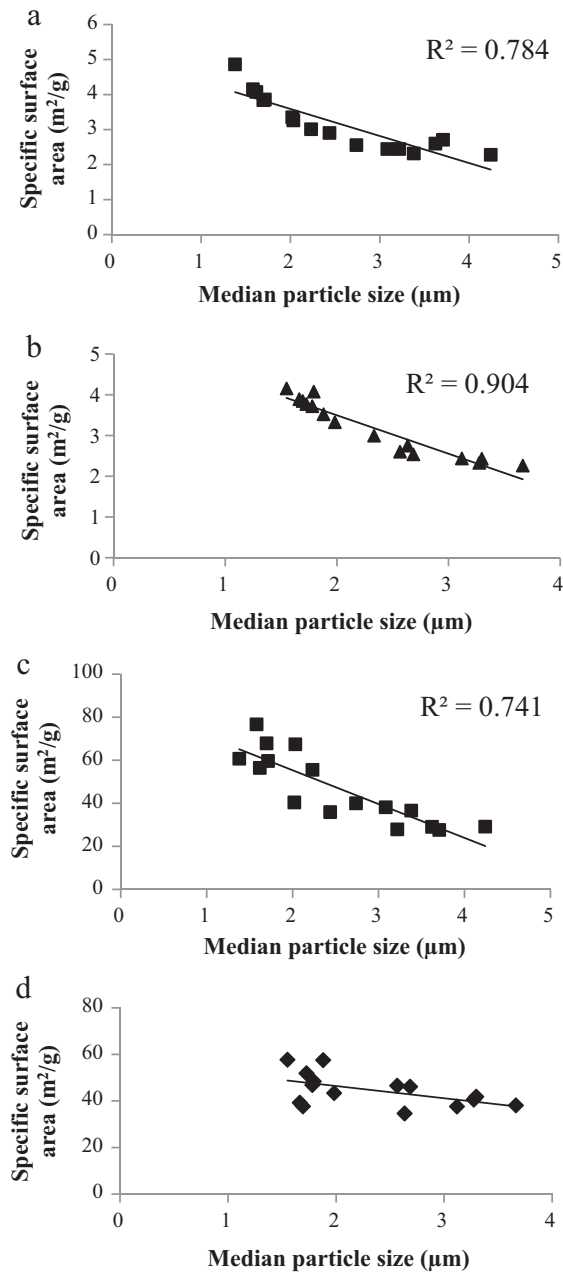 a
R² = 0.784
Specific surface
area (m²/g)
6
5
4
3
2
1
0
0 1 2 3 4 5
Median particle size (µm)
b
R² = 0.904
Specific surface
area (m²/g)
5
4
3
2
1
0
0 1 2 3 4
Median particle size (µm)
c
R² = 0.741
Specific surface
area (m²/g)
100
80
60
40
20
0
0 1 2 3 4 5
Median particle size (µm)
d
Specific surface
area (m²/g)
80
60
40
20
0
0 1 2 3 4
Median particle size (µm)